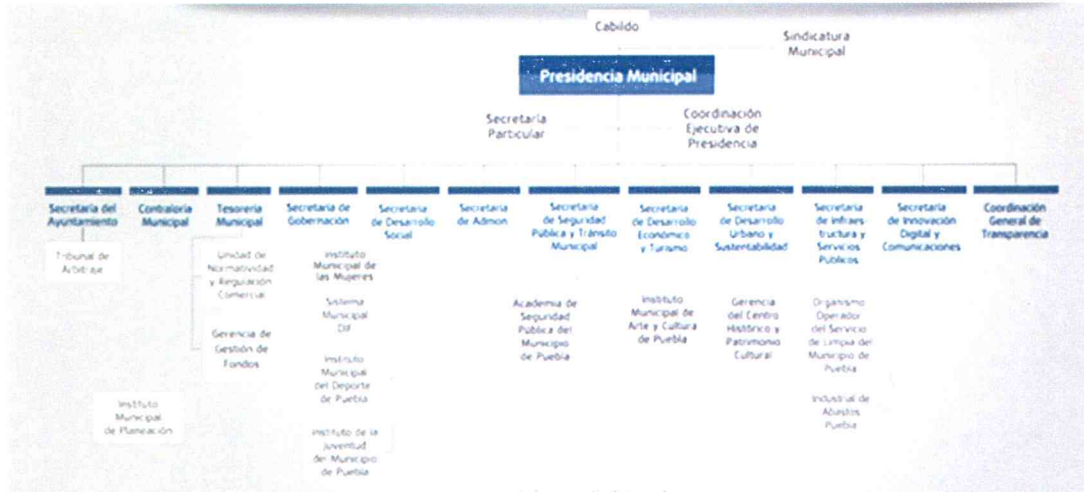 Cabildo
Sindicatura
Municipal
Presidencia Municipal
Secretaría
Particular
Coordinación
Ejecutiva de
Presidencia
Secretaría del
Ayuntamiento
Contraloría
Municipal
Tesorería
Municipal
Secretaría de
Gobernación
Secretaría
de Desarrollo
Social
Secretaría
de Admon
Secretaría
de Seguridad
Pública y Tránsito
Municipal
Secretaría
de Desarrollo
Económico
y Turismo
Secretaría
de Desarrollo
Urbano y
Sustentabilidad
Secretaría
de Infraes-
tructura y
Servicios
Públicos
Secretaría
de Innovación
Digital y
Comunicaciones
Coordinación
General de
Transparencia
Tribunal de
Arbitraje
Unidad de
Normatividad
y Regulación
Comercial
Gerencia de
Gestión de
Fondos
Instituto
Municipal
de Planeación
Instituto
Municipal de
las Mujeres
Sistema
Municipal
DIF
Instituto
Municipal
del Deporte
de Puebla
Instituto de la
Juventud
del Municipio
de Puebla
Academia de
Seguridad
Pública del
Municipio
de Puebla
Instituto
Municipal de
Arte y Cultura
de Puebla
Gerencia
del Centro
Histórico y
Patrimonio
Cultural
Organismo
Operador
del Servicio
de Limpia del
Municipio de
Puebla
Industrial de
Abastos
Puebla